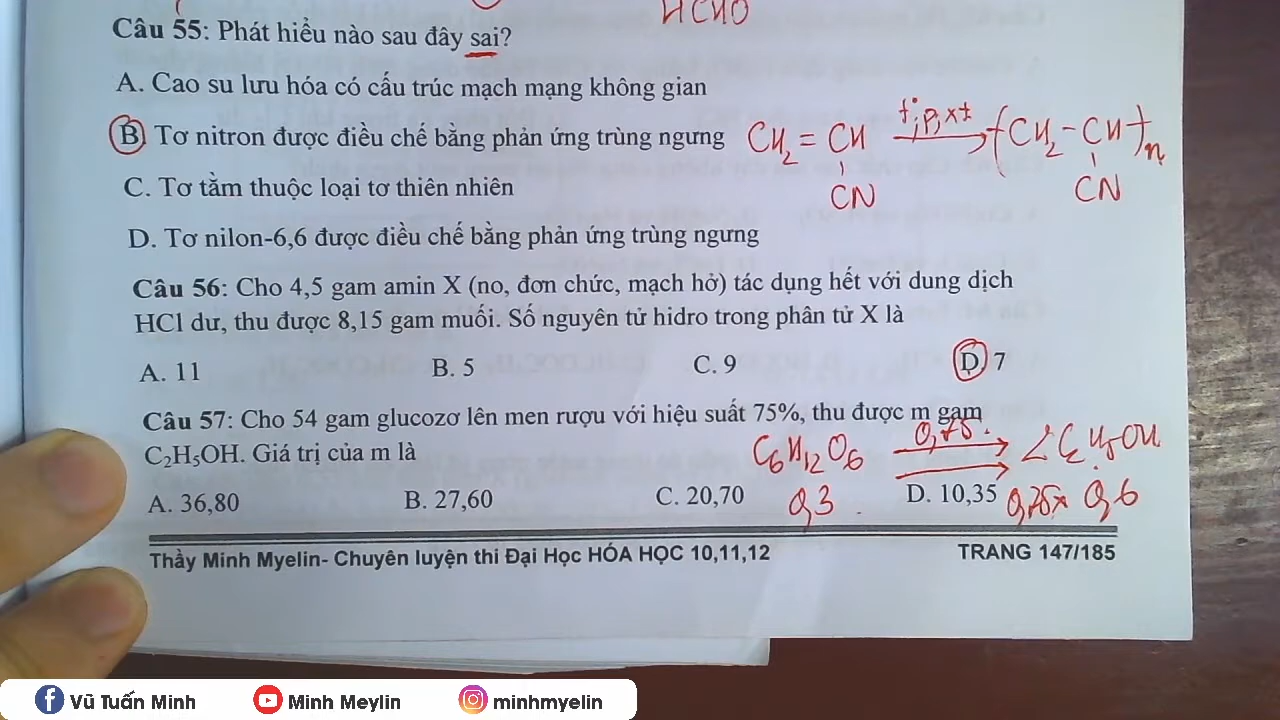 HCHO
Câu 55: Phát hiểu nào sau đây sai?
A. Cao su lưu hóa có cấu trúc mạch mạng không gian
B. Tơ nitron được điều chế bằng phản ứng trùng ngưng
CH2 = CH t°, P, xt (CH2 - CH)n
CN CN
C. Tơ tằm thuộc loại tơ thiên nhiên
D. Tơ nilon-6,6 được điều chế bằng phản ứng trùng ngưng
Câu 56: Cho 4,5 gam amin X (no, đơn chức, mạch hở) tác dụng hết với dung dịch
HCl dư, thu được 8,15 gam muối. Số nguyên tử hidro trong phân tử X là
A. 11 B. 5 C. 9 D. 7
Câu 57: Cho 54 gam glucozơ lên men rượu với hiệu suất 75%, thu được m gam
C₂H₅OH. Giá trị của m là
C6H12O6 0,75 2C2H5OH
A. 36,80 B. 27,60 C. 20,70 D. 10,35
0,3 0,75x 0,6
Thầy Minh Myelin- Chuyên luyện thi Đại Học HÓA HỌC 10,11,12 TRANG 147/185
Vũ Tuấn Minh Minh Meylin minhmyelin